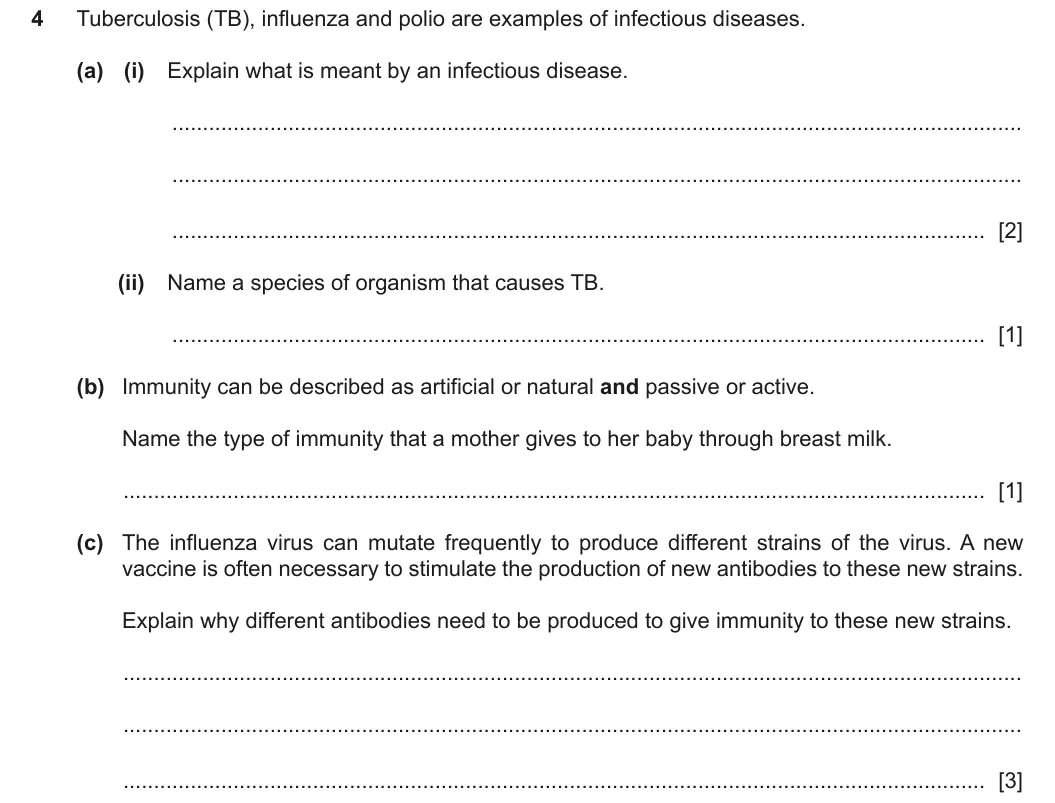 4 Tuberculosis (TB), influenza and polio are examples of infectious diseases.
(a) (i) Explain what is meant by an infectious disease.
..........................................................................................................................................
..........................................................................................................................................
.................................................................................................................................... [2]
(ii) Name a species of organism that causes TB.
.................................................................................................................................... [1]
(b) Immunity can be described as artificial or natural and passive or active.
Name the type of immunity that a mother gives to her baby through breast milk.
............................................................................................................................................ [1]
(c) The influenza virus can mutate frequently to produce different strains of the virus. A new
vaccine is often necessary to stimulate the production of new antibodies to these new strains.
Explain why different antibodies need to be produced to give immunity to these new strains.
..................................................................................................................................................
..................................................................................................................................................
............................................................................................................................................ [3]